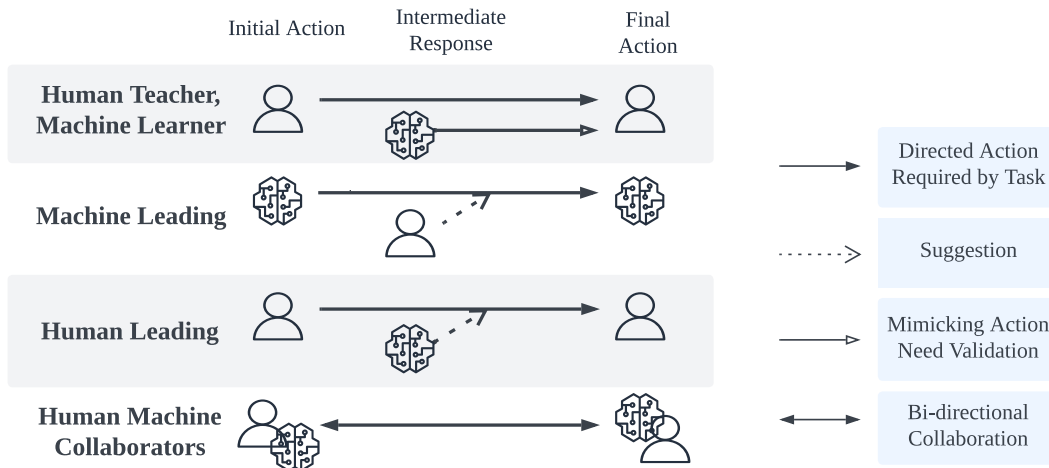 Initial Action
Intermediate
Response
Final
Action
Human Teacher,
Machine Learner
Machine Leading
Human Leading
Human Machine
Collaborators
Directed Action
Required by Task
Suggestion
Mimicking Action
Need Validation
Bi-directional
Collaboration